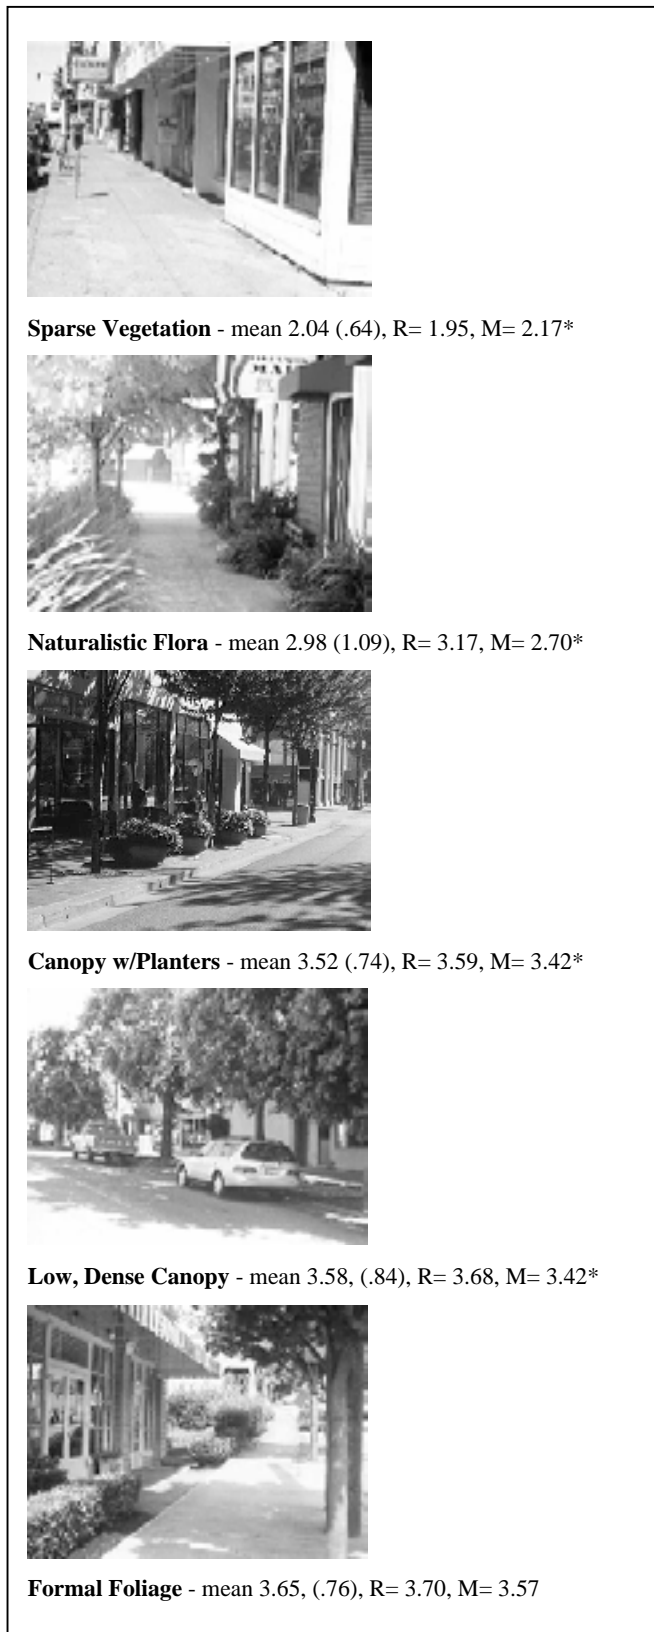 Sparse Vegetation - mean 2.04 (.64), R= 1.95, M= 2.17*
Naturalistic Flora - mean 2.98 (1.09), R= 3.17, M= 2.70*
Canopy w/Planters - mean 3.52 (.74), R= 3.59, M= 3.42*
Low, Dense Canopy - mean 3.58, (.84), R= 3.68, M= 3.42*
Formal Foliage - mean 3.65, (.76), R= 3.70, M= 3.57